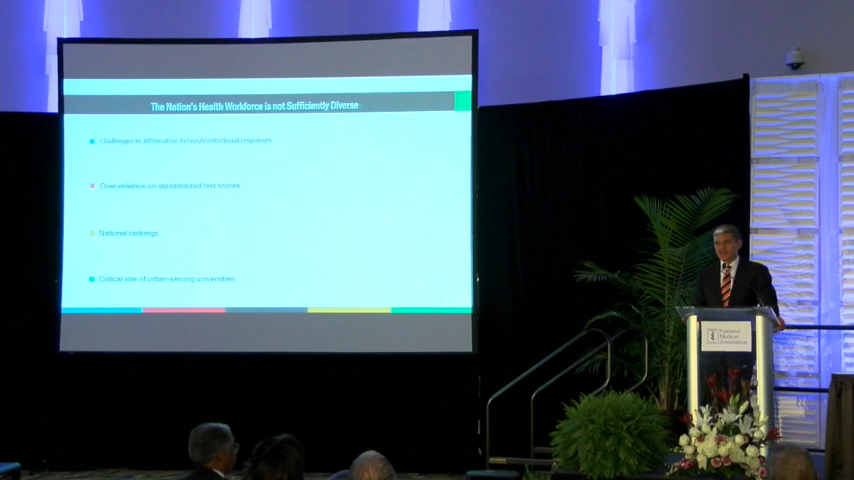 The Nation's Health Workforce is not Sufficiently Diverse
Challenges to Affirmative Action/institutional responses
Over-reliance on standardized test scores
National rankings
Critical role of urban-serving universities
National
Medical
Association